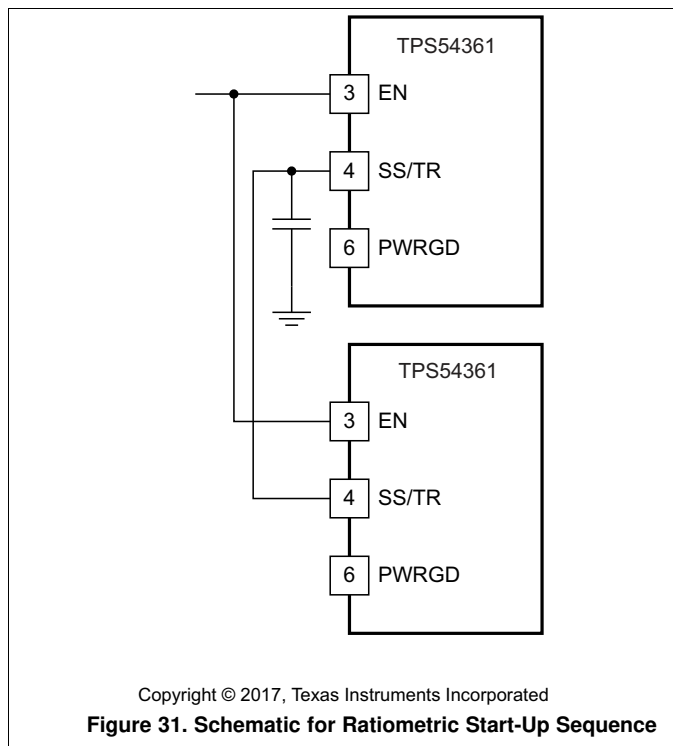 TPS54361
3 EN
4 SS/TR
6 PWRGD
TPS54361
3 EN
4 SS/TR
6 PWRGD
Copyright © 2017, Texas Instruments Incorporated
Figure 31. Schematic for Ratiometric Start-Up Sequence